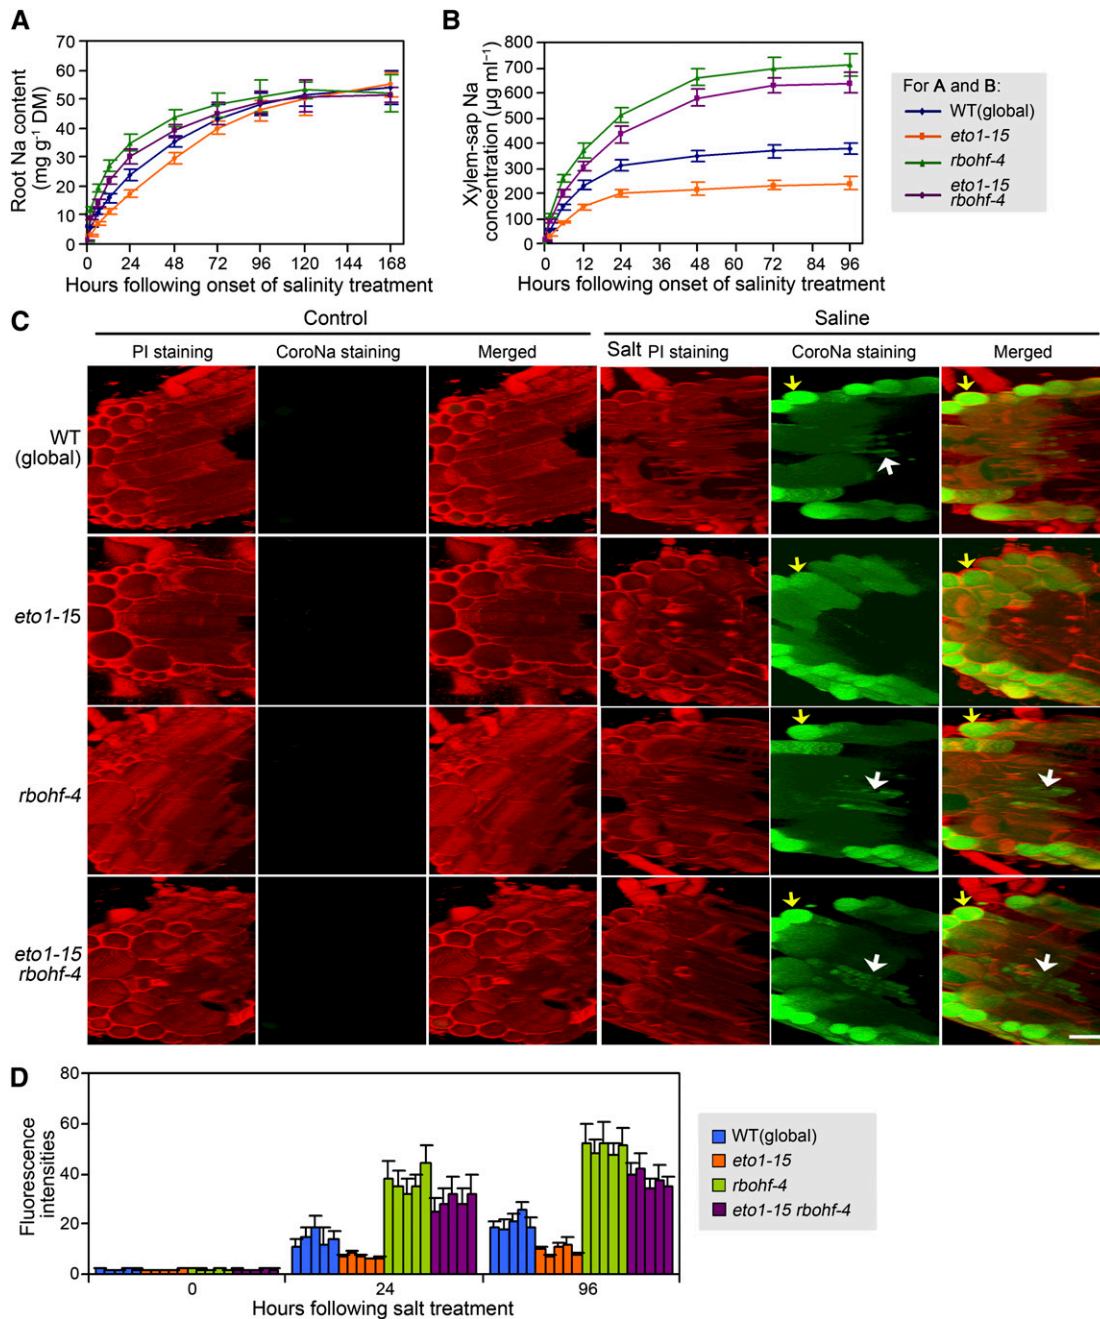 A
Root Na content
(mg g⁻¹ DM)
70
60
50
40
30
20
10
0
0 24 48 72 96 120 144 168
Hours following onset of salinity treatment
B
Xylem-sap Na
concentration (µg ml⁻¹)
800
700
600
500
400
300
200
100
0
0 12 24 36 48 60 72 84 96
Hours following onset of salinity treatment
For A and B:
WT(global)
eto1-15
rbohf-4
eto1-15
rbohf-4
C
Control
Saline
PI staining CoroNa staining Merged Salt PI staining CoroNa staining Merged
WT
(global)
eto1-15
rbohf-4
eto1-15
rbohf-4
D
Fluorescence
intensities
80
60
40
20
0
0 24 96
Hours following salt treatment
WT(global)
eto1-15
rbohf-4
eto1-15 rbohf-4